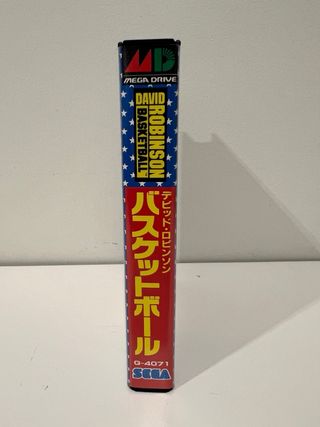 MD
MEGA DRIVE
DAVID
ROBINSON
BASKETBALL
デビッド・ロビンソン
バスケットボール
G-4071
SEGA